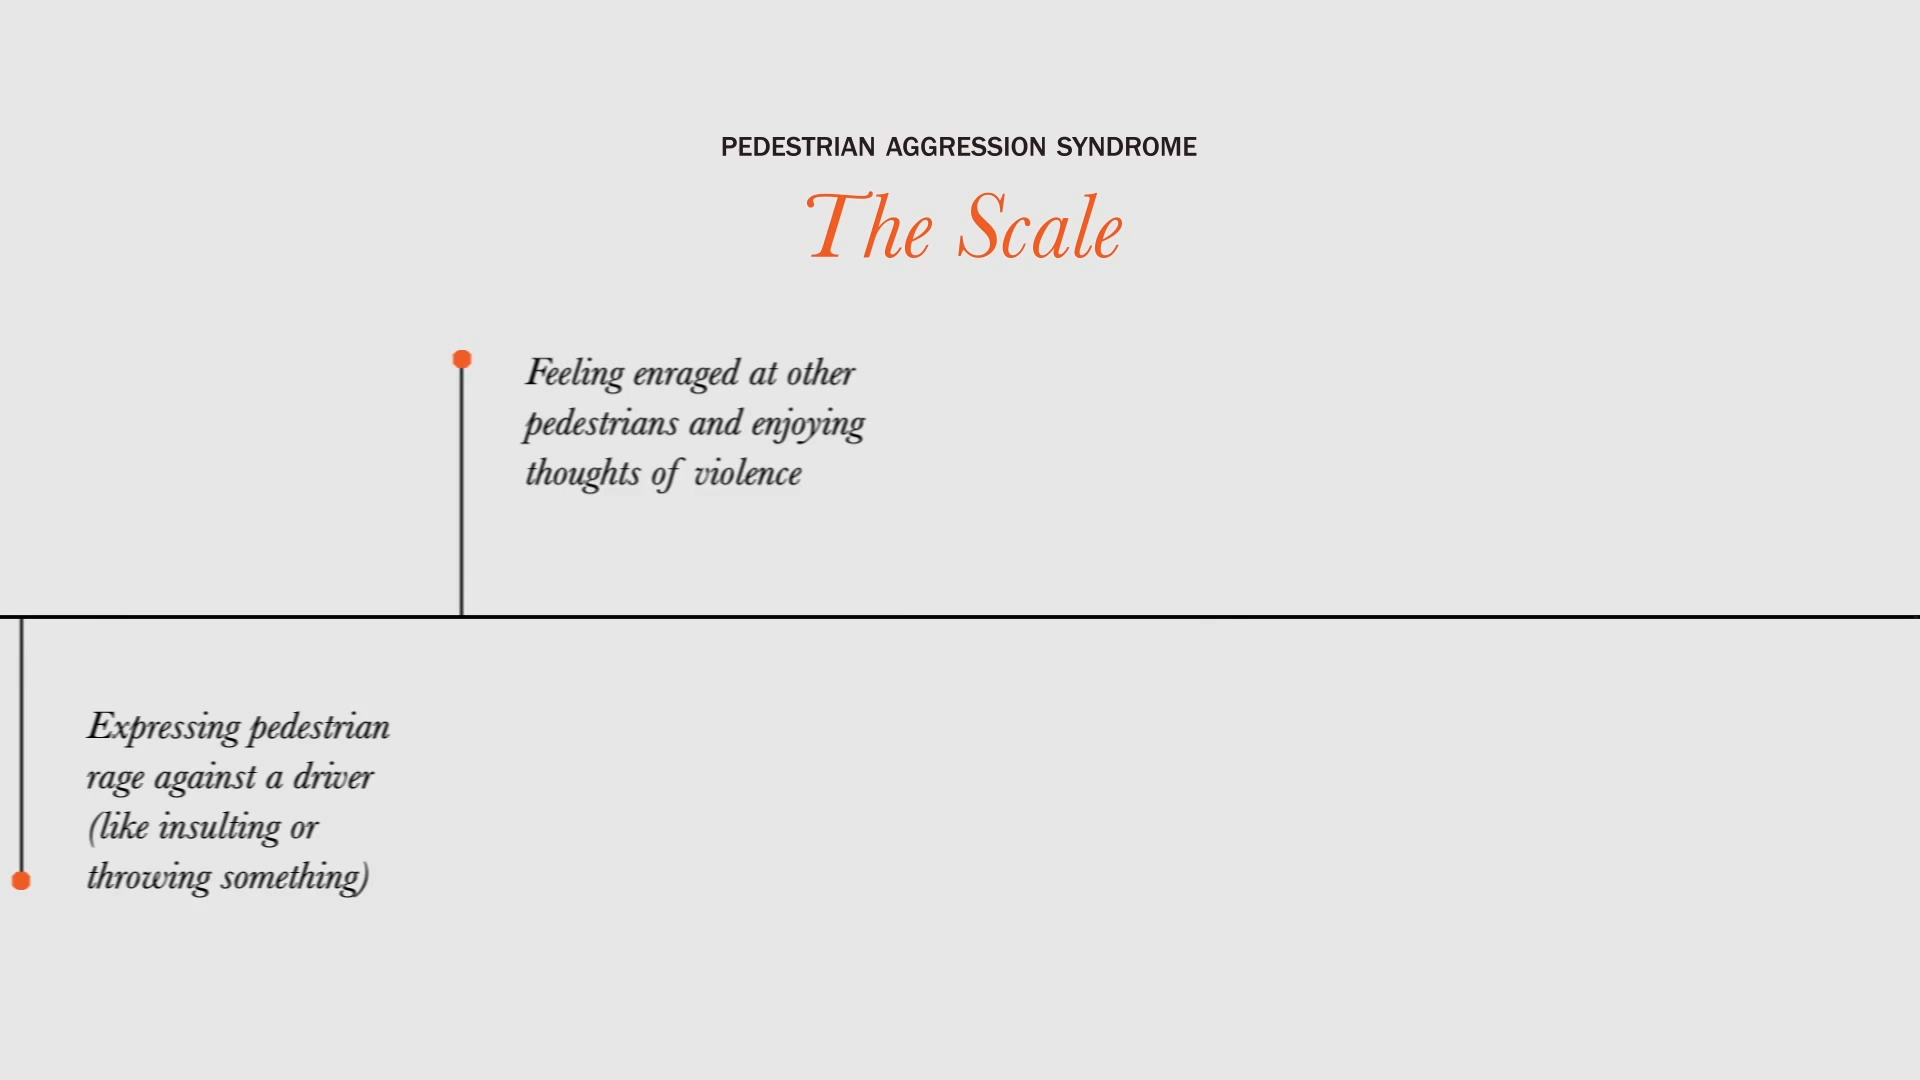 PEDESTRIAN AGGRESSION SYNDROME
The Scale
Feeling enraged at other
pedestrians and enjoying
thoughts of violence
Expressing pedestrian
rage against a driver
(like insulting or
throwing something)